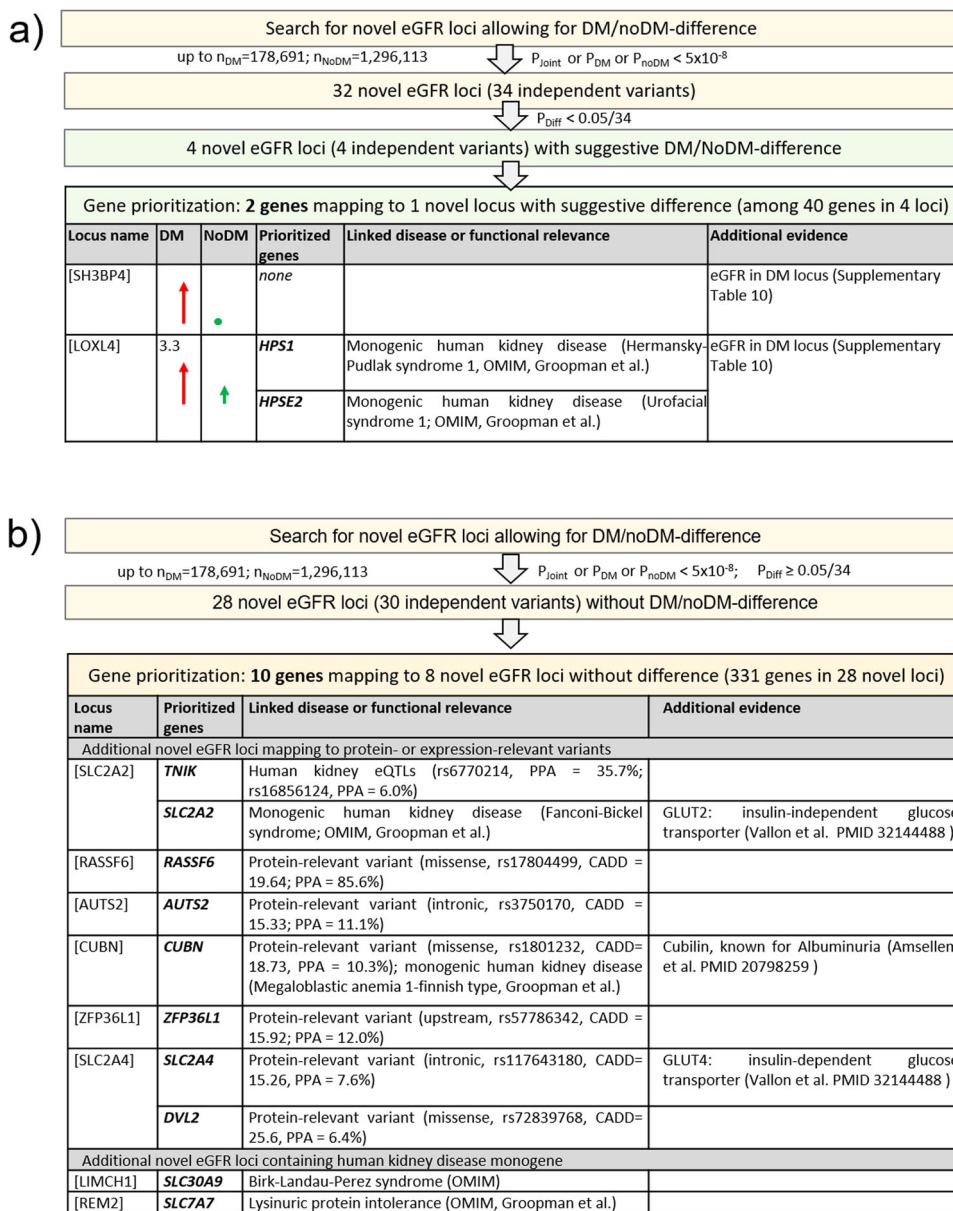 a)
Search for novel eGFR loci allowing for DM/noDM-difference
up to nDM=178,691; nNoDM=1,296,113
PJoint or PDM or PnoDM < 5x10-8
32 novel eGFR loci (34 independent variants)
PDiff < 0.05/34
4 novel eGFR loci (4 independent variants) with suggestive DM/NoDM-difference
Gene prioritization: 2 genes mapping to 1 novel locus with suggestive difference (among 40 genes in 4 loci)
Locus name DM NoDM Prioritized Linked disease or functional relevance Additional evidence
genes
[SH3BP4] none eGFR in DM locus (Supplementary
Table 10)
[LOXL4] 3.3 HPS1 Monogenic human kidney disease (Hermansky- eGFR in DM locus (Supplementary
Pudlak syndrome 1, OMIM, Groopman et al.) Table 10)
HPSE2 Monogenic human kidney disease (Urofacial
syndrome 1; OMIM, Groopman et al.)
b)
Search for novel eGFR loci allowing for DM/noDM-difference
up to nDM=178,691; nNoDM=1,296,113
PJoint or PDM or PnoDM < 5x10-8; PDiff ≥ 0.05/34
28 novel eGFR loci (30 independent variants) without DM/noDM-difference
Gene prioritization: 10 genes mapping to 8 novel eGFR loci without difference (331 genes in 28 novel loci)
Locus Prioritized Linked disease or functional relevance Additional evidence
name genes
Additional novel eGFR loci mapping to protein- or expression-relevant variants
[SLC2A2] TNIK Human kidney eQTLs (rs6770214, PPA = 35.7%;
rs16856124, PPA = 6.0%)
SLC2A2 Monogenic human kidney disease (Fanconi-Bickel GLUT2: insulin-independent glucose
syndrome; OMIM, Groopman et al.) transporter (Vallon et al. PMID 32144488 )
[RASSF6] RASSF6 Protein-relevant variant (missense, rs17804499, CADD =
19.64; PPA = 85.6%)
[AUTS2] AUTS2 Protein-relevant variant (intronic, rs3750170, CADD =
15.33; PPA = 11.1%)
[CUBN] CUBN Protein-relevant variant (missense, rs1801232, CADD= Cubilin, known for Albuminuria (Amsellem
18.73, PPA = 10.3%); monogenic human kidney disease et al. PMID 20798259 )
(Megaloblastic anemia 1-finnish type, Groopman et al.)
[ZFP36L1] ZFP36L1 Protein-relevant variant (upstream, rs57786342, CADD =
15.92; PPA = 12.0%)
[SLC2A4] SLC2A4 Protein-relevant variant (intronic, rs117643180, CADD= GLUT4: insulin-dependent glucose
15.26, PPA = 7.6%) transporter (Vallon et al. PMID 32144488 )
DVL2 Protein-relevant variant (missense, rs72839768, CADD=
25.6, PPA = 6.4%)
Additional novel eGFR loci containing human kidney disease monogene
[LIMCH1] SLC30A9 Birk-Landau-Perez syndrome (OMIM)
[REM2] SLC7A7 Lysinuric protein intolerance (OMIM, Groopman et al.)